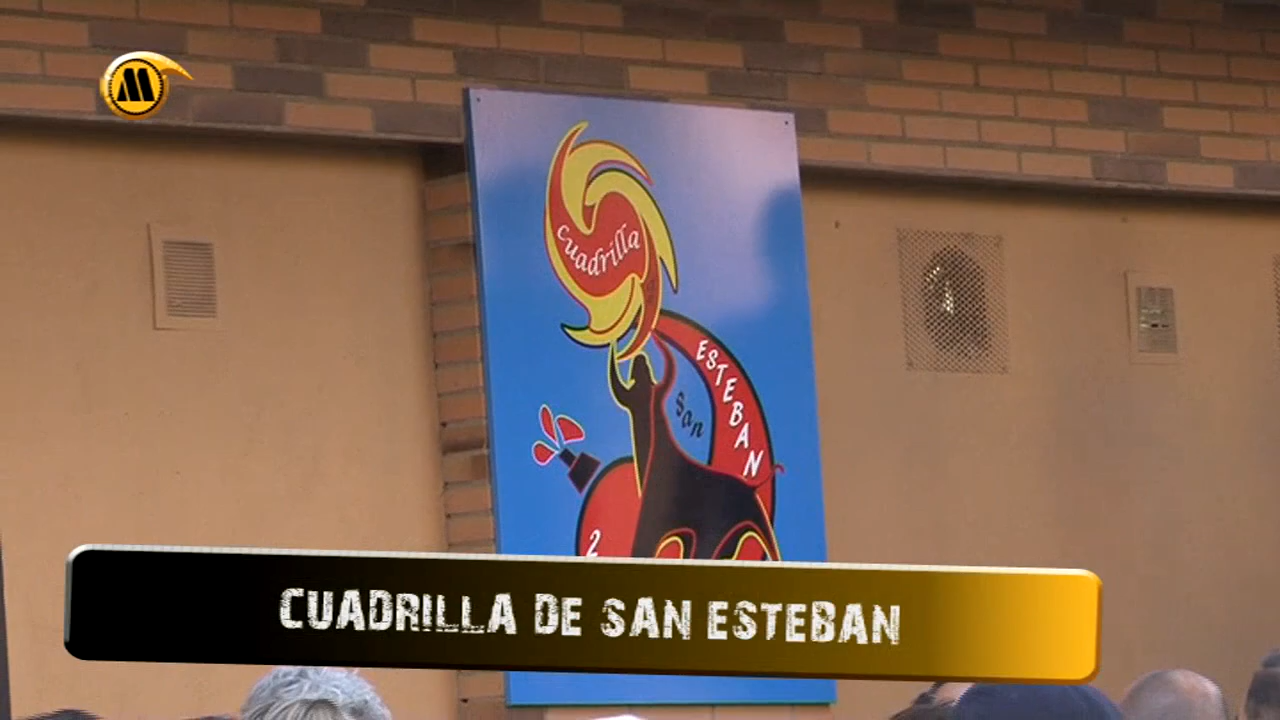 M
cuadrilla
San
ESTEBAN
2
CUADRILLA DE SAN ESTEBAN